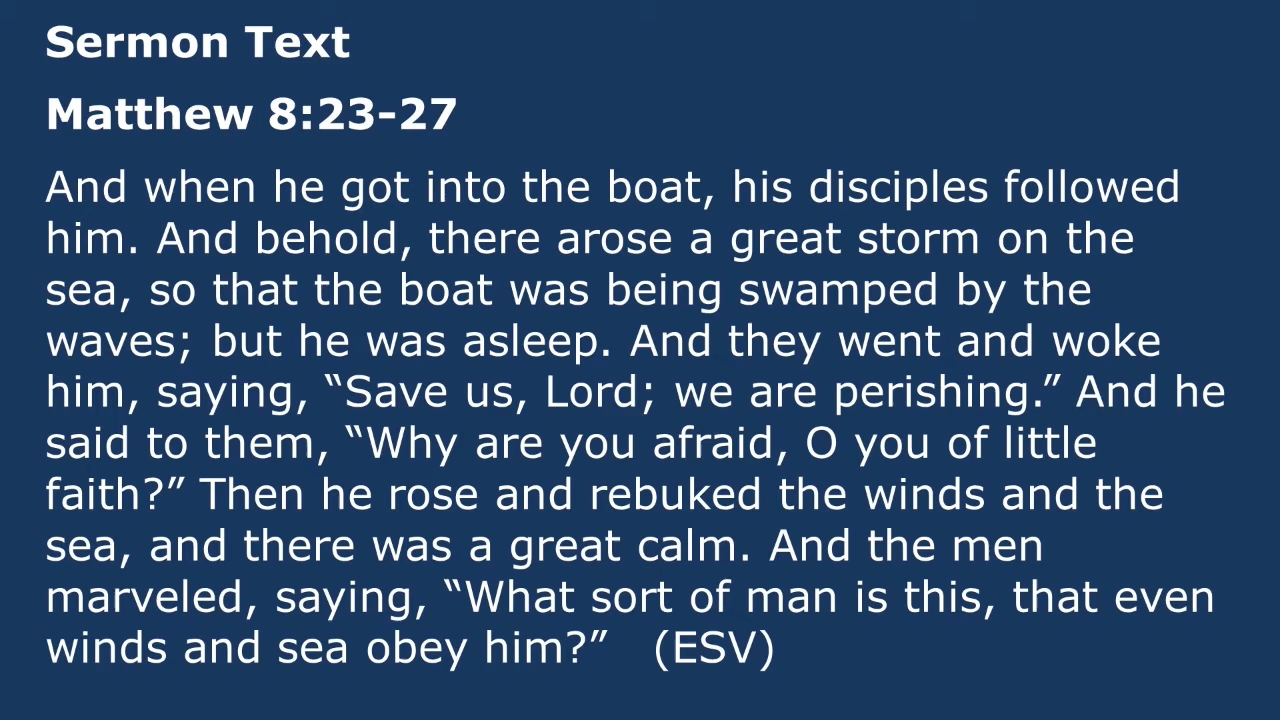 Sermon Text
Matthew 8:23-27
And when he got into the boat, his disciples followed
him. And behold, there arose a great storm on the
sea, so that the boat was being swamped by the
waves; but he was asleep. And they went and woke
him, saying, “Save us, Lord; we are perishing.” And he
said to them, “Why are you afraid, O you of little
faith?” Then he rose and rebuked the winds and the
sea, and there was a great calm. And the men
marveled, saying, “What sort of man is this, that even
winds and sea obey him?” (ESV)